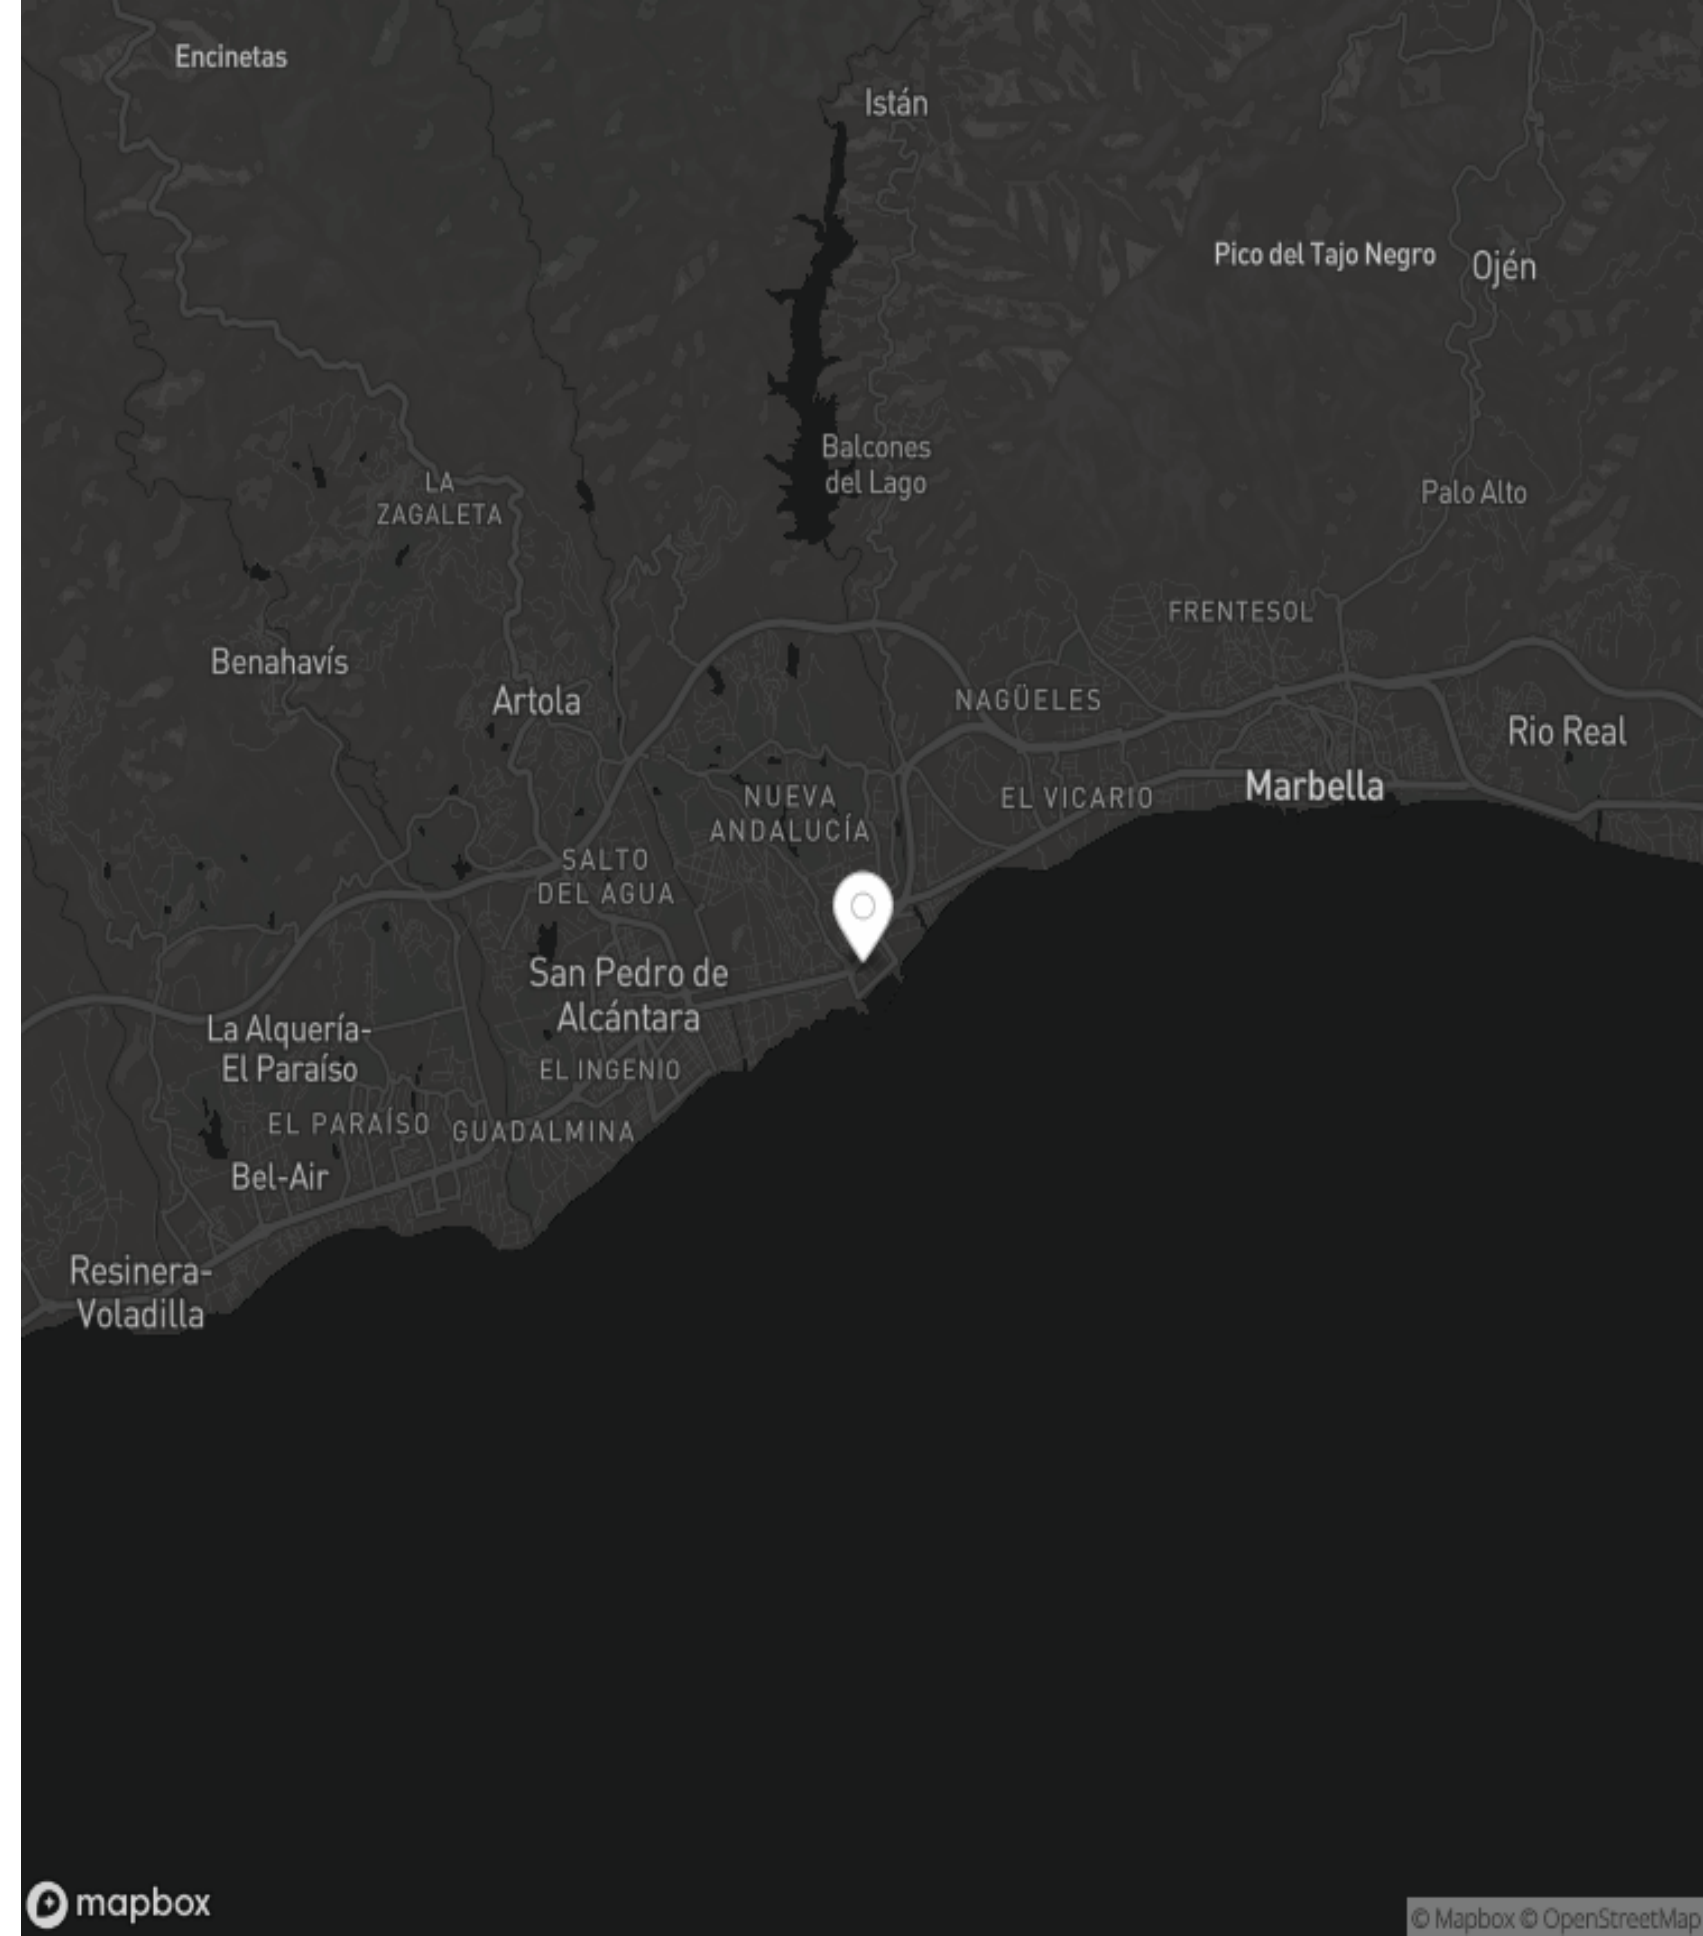 Encinetas
Istán
Pico del Tajo Negro
Ojén
Balcones
del Lago
LA
ZAGALETA
Palo Alto
FRENTESOL
Benahavís
Artola
NAGÜELES
Rio Real
Marbella
NUEVA
ANDALUCÍA
EL VICARIO
SALTO
DEL AGUA
San Pedro de
Alcántara
La Alquería-
El Paraíso
EL INGENIO
EL PARAÍSO
GUADALMINA
Bel-Air
Resinera-
Voladilla
mapbox
© Mapbox © OpenStreetMap